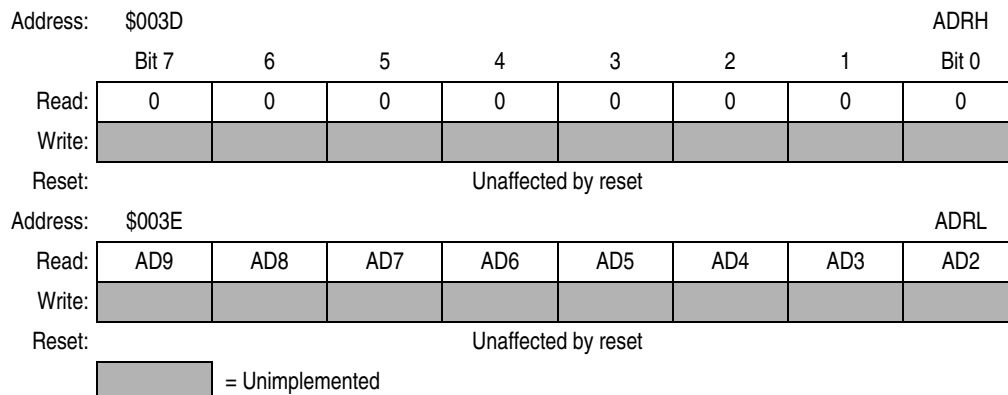 Address: $003D ADRH
Bit 7 6 5 4 3 2 1 Bit 0
Read: 0 0 0 0 0 0 0 0
Write:
Reset: Unaffected by reset
Address: $003E ADRL
Read: AD9 AD8 AD7 AD6 AD5 AD4 AD3 AD2
Write:
Reset: Unaffected by reset
= Unimplemented